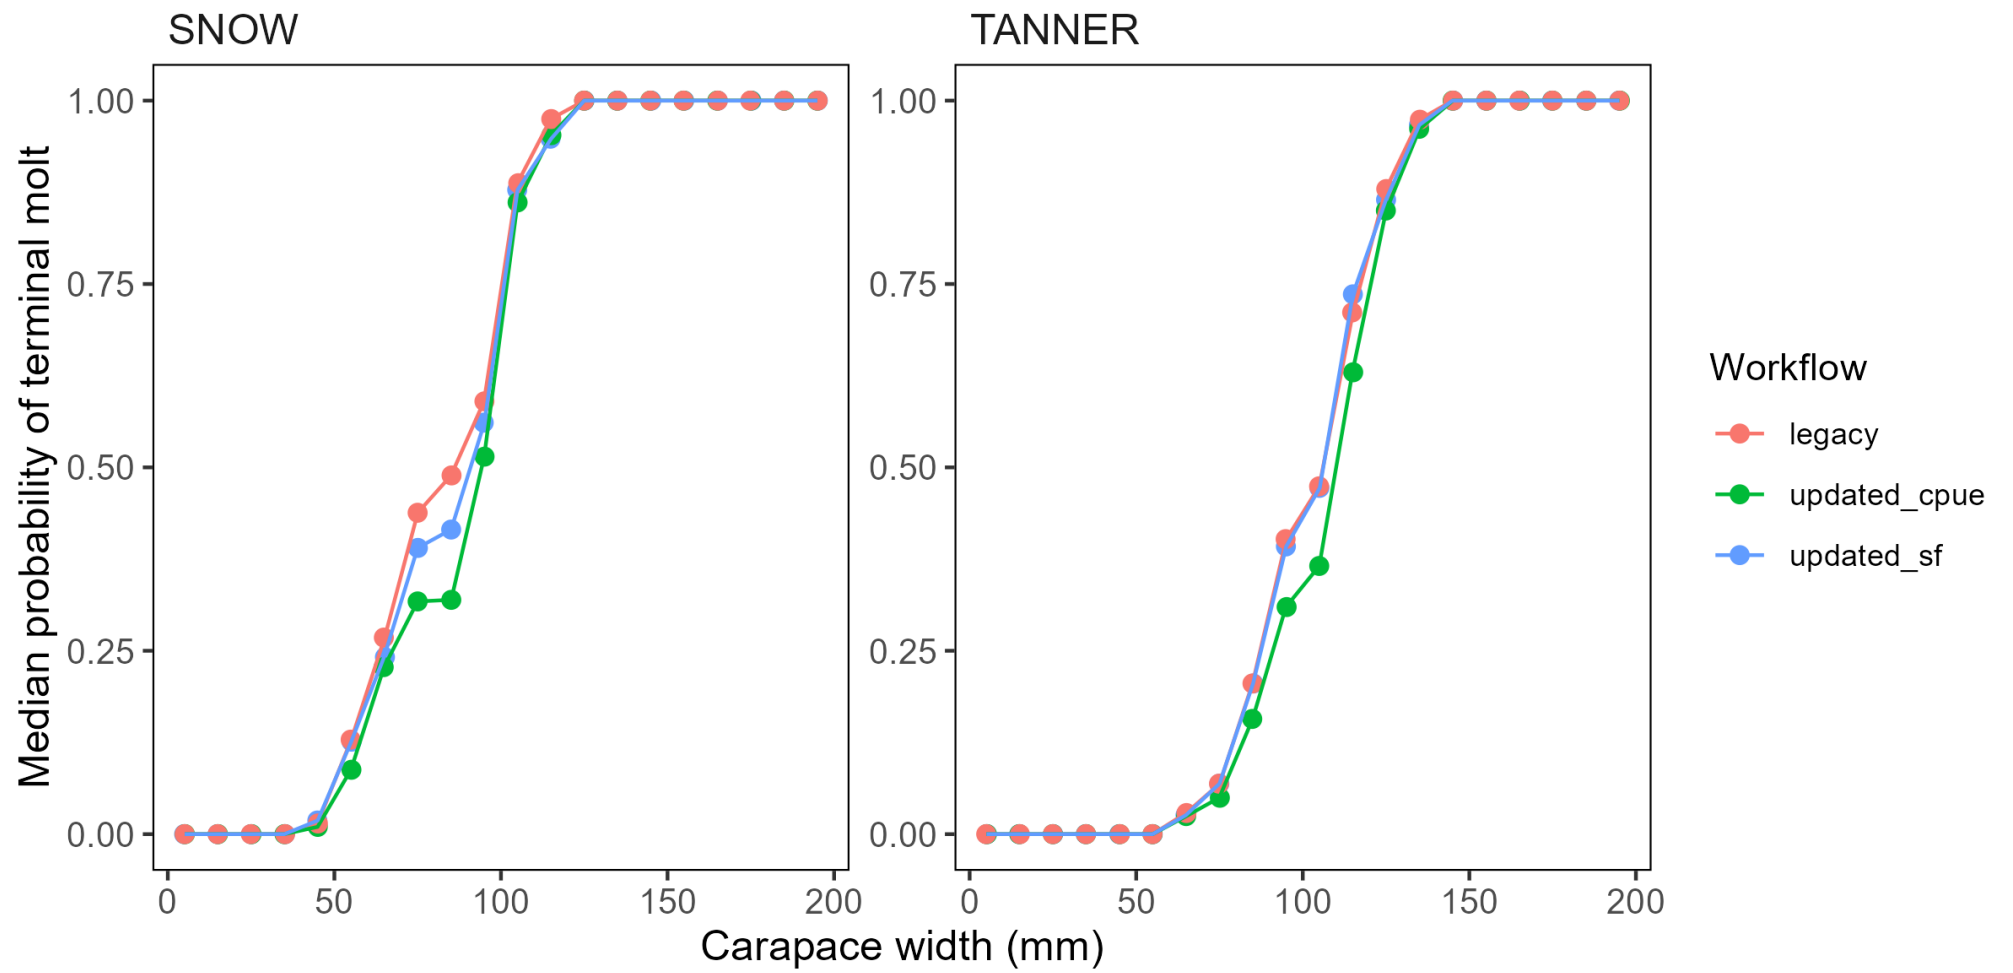 SNOW
TANNER
Median probability of terminal molt
1.00
0.75
0.50
0.25
0.00
1.00
0.75
0.50
0.25
0.00
0 50 100 150 200
0 50 100 150 200
Carapace width (mm)
Workflow
legacy
updated_cpue
updated_sf